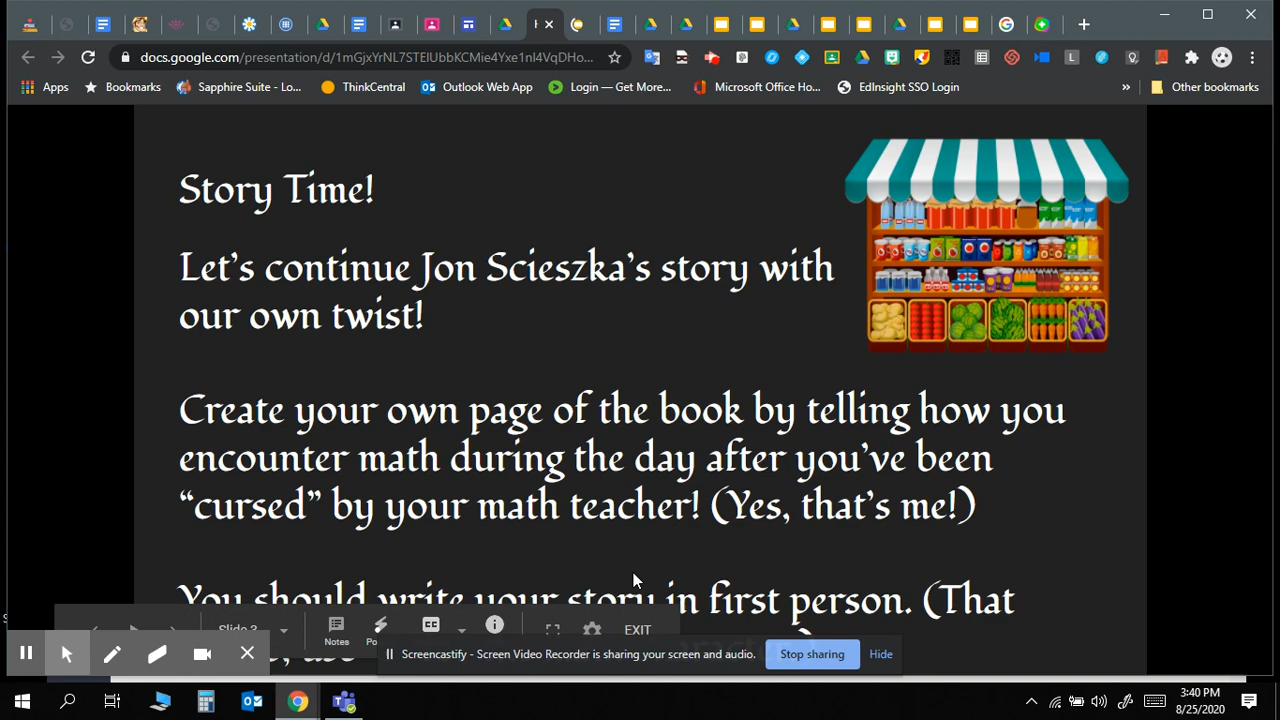 docs.google.com/presentation/d/1mGjxYrNL7STEIUbbKCMie4Yxe1nI4VqDHo...
Apps Bookmarks Sapphire Suite - Lo... ThinkCentral Outlook Web App Login — Get More... Microsoft Office Ho... EdInsight SSO Login » Other bookmarks
Story Time!
Let's continue Jon Scieszka's story with
our own twist!
Create your own page of the book by telling how you
encounter math during the day after you've been
“cursed” by your math teacher! (Yes, that's me!)
You should write your story in first person. (That
Slide 3
Notes
EXIT
Screencastify - Screen Video Recorder is sharing your screen and audio. Stop sharing Hide
3:40 PM
8/25/2020